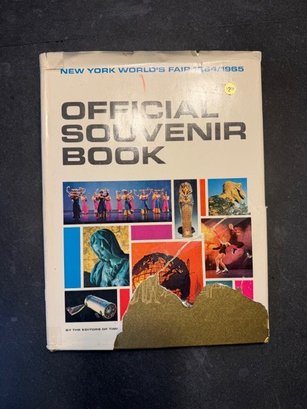 NEW YORK WORLD'S FAIR 1964/1965
OFFICIAL
SOUVENIR
BOOK
BY THE EDITORS OF